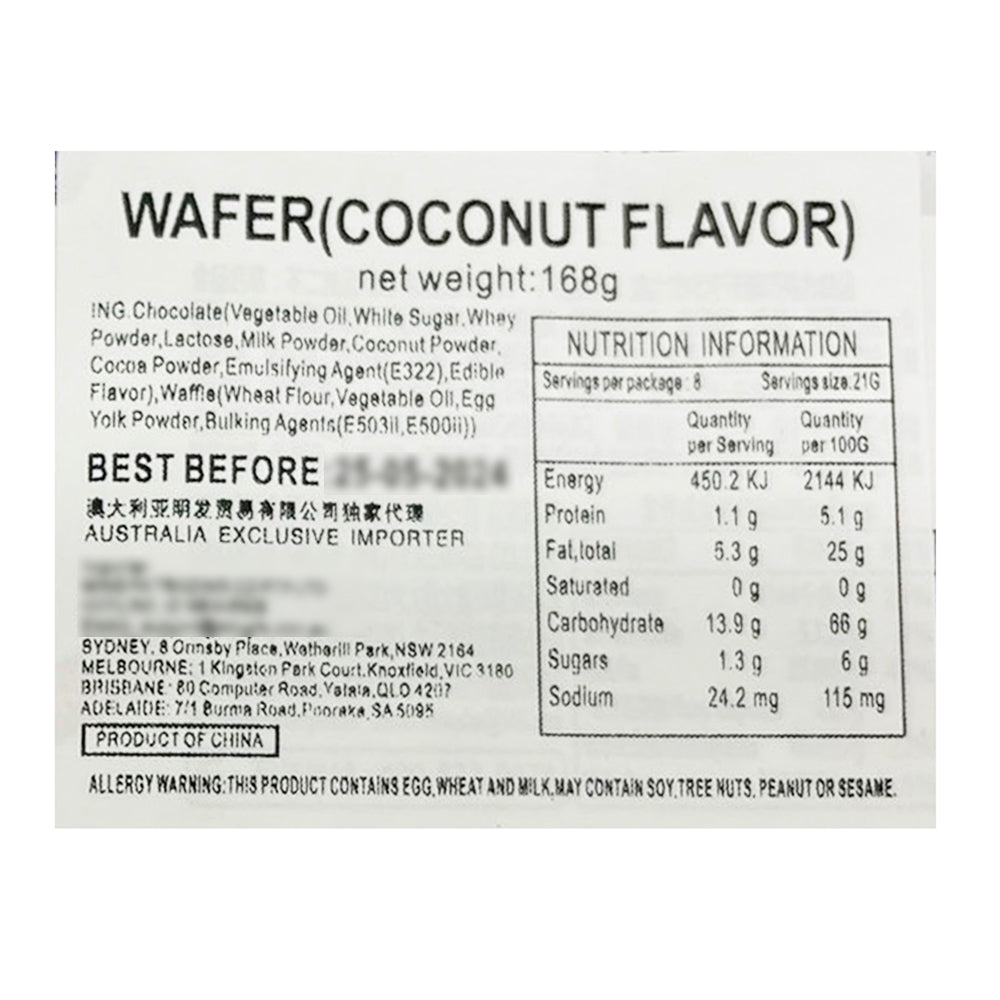 WAFER(COCONUT FLAVOR)
net weight:168g
ING.Chocolate(Vegetable Oil,White Sugar,Whey
Powder,Lactose,Milk Powder,Coconut Powder,
Cocoa Powder,Emulsifying Agent(E322),Edible
Flavor),Waffle(Wheat Flour,Vegetable Oil,Egg
Yolk Powder,Bulking Agents(E503ii,E500ii))
BEST BEFORE
澳大利亚明发贸易有限公司独家代理
AUSTRALIA EXCLUSIVE IMPORTER
SYDNEY. 8 Ormsby Place,Wetherill Park,NSW 2164
MELBOURNE: 1 Kingston Park Court.Knoxfield,VIC 3180
BRISBANE: 80 Computer Road,Yatala,QLD 4207
ADELAIDE: 7/1 Burma Road,Pooraka,SA 5095
PRODUCT OF CHINA
NUTRITION INFORMATION
Servings per package : 8 Servings size.21G
Quantity Quantity
per Serving per 100G
Energy 450.2 KJ 2144 KJ
Protein 1.1 g 5.1 g
Fat,total 5.3 g 25 g
Saturated 0 g 0 g
Carbohydrate 13.9 g 66 g
Sugars 1.3 g 6 g
Sodium 24.2 mg 115 mg
ALLERGY WARNING:THIS PRODUCT CONTAINS EGG,WHEAT AND MILK.MAY CONTAIN SOY,TREE NUTS, PEANUT OR SESAME.